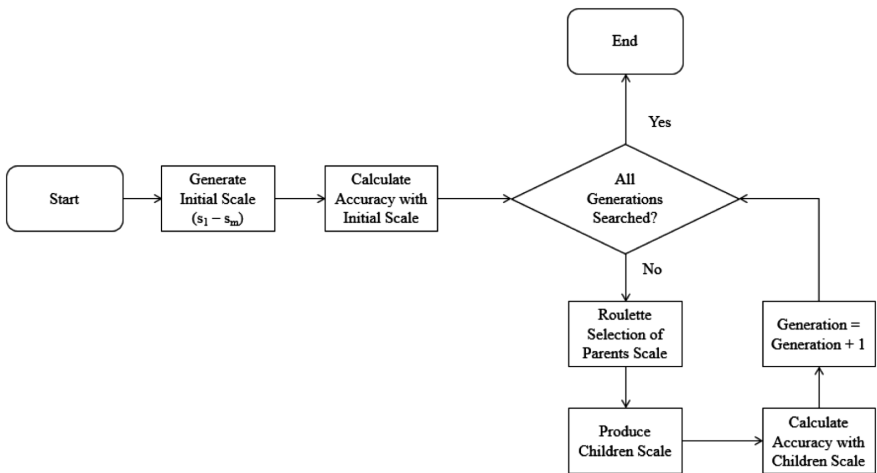 End
Yes
Start
Generate
Initial Scale
(s₁ – sₘ)
Calculate
Accuracy with
Initial Scale
All
Generations
Searched?
No
Roulette
Selection of
Parents Scale
Generation =
Generation + 1
Produce
Children Scale
Calculate
Accuracy with
Children Scale